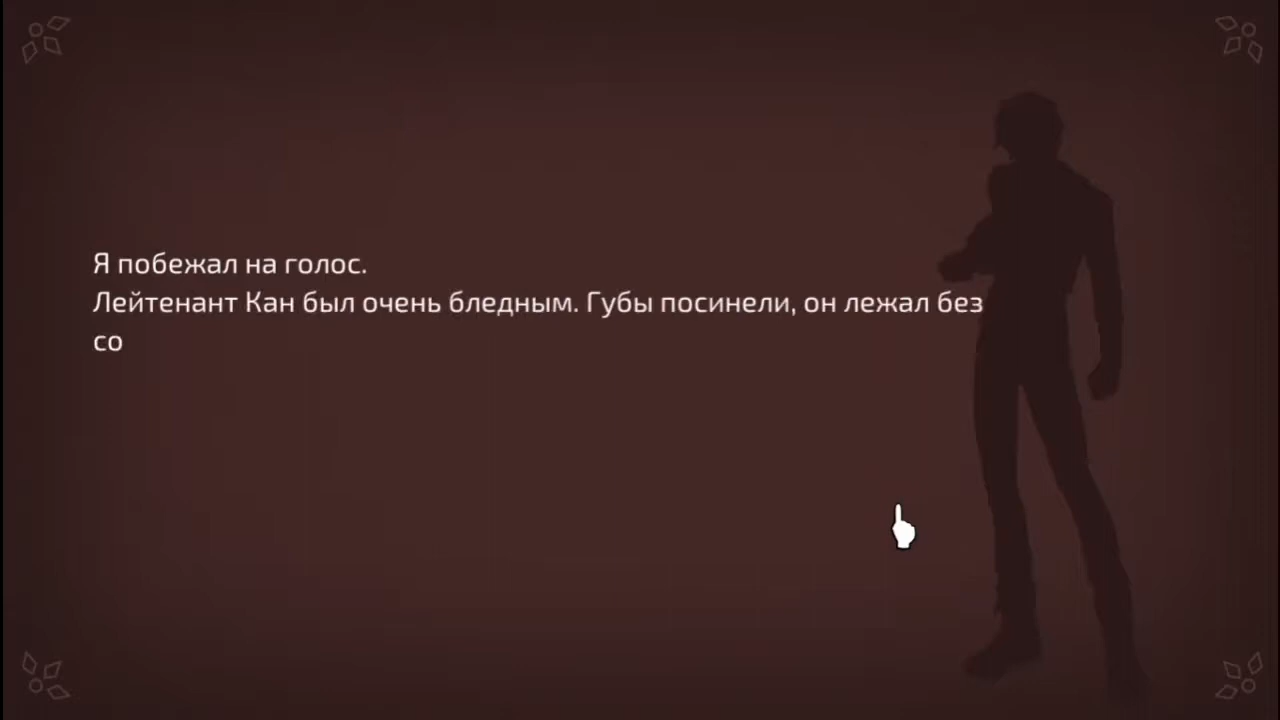 Я побежал на голос.
Лейтенант Кан был очень бледным. Губы посинели, он лежал без
со